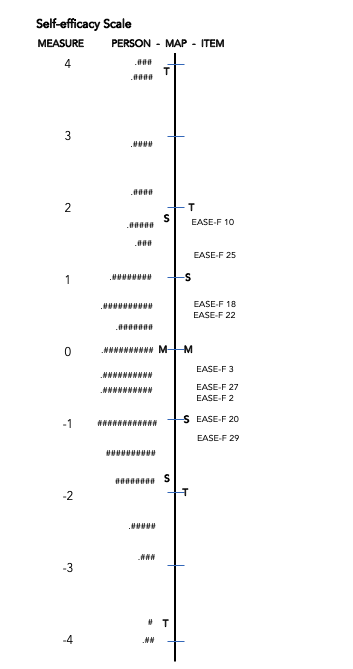 Self-efficacy Scale
MEASURE PERSON - MAP - ITEM
4 .###
T
.####
3
.####
.####
2 T
S
.##### EASE-F 10
.###
EASE-F 25
1 .######## S
.########## EASE-F 18
EASE-F 22
.#######
0 .########## M M
.########## EASE-F 3
EASE-F 27
.##########
EASE-F 2
-1 ############ S EASE-F 20
EASE-F 29
##########
######## S
-2 T
.#####
.###
-3
# T
-4 .##